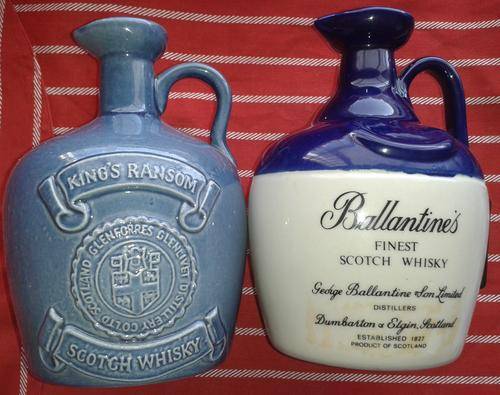 KING'S RANSOM
SCOTLAND GLENFORRES GLENLIVET DISTILLERY CO LTD
SCOTCH WHISKY
Ballantine's
FINEST
SCOTCH WHISKY
George Ballantine & Son Limited
DISTILLERS
Dumbarton & Elgin, Scotland
ESTABLISHED 1827
PRODUCT OF SCOTLAND